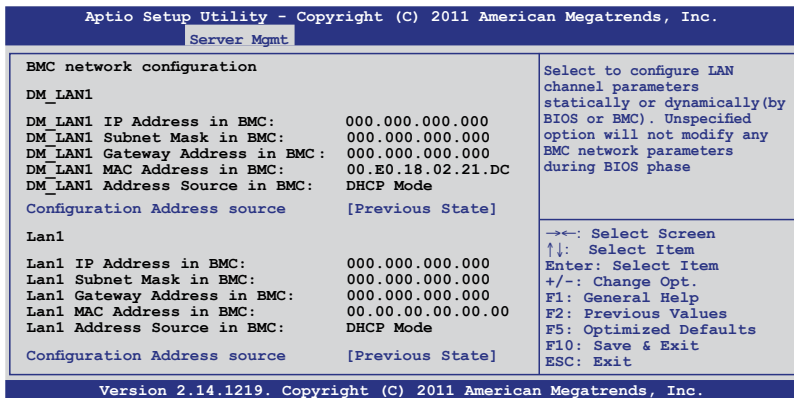 Aptio Setup Utility - Copyright (C) 2011 American Megatrends, Inc.
Server Mgmt
BMC network configuration
DM_LAN1
DM_LAN1 IP Address in BMC: 000.000.000.000
DM_LAN1 Subnet Mask in BMC: 000.000.000.000
DM_LAN1 Gateway Address in BMC: 000.000.000.000
DM_LAN1 MAC Address in BMC: 00.E0.18.02.21.DC
DM_LAN1 Address Source in BMC: DHCP Mode
Configuration Address source [Previous State]
Lan1
Lan1 IP Address in BMC: 000.000.000.000
Lan1 Subnet Mask in BMC: 000.000.000.000
Lan1 Gateway Address in BMC: 000.000.000.000
Lan1 MAC Address in BMC: 00.00.00.00.00.00
Lan1 Address Source in BMC: DHCP Mode
Configuration Address source [Previous State]
Select to configure LAN
channel parameters
statically or dynamically(by
BIOS or BMC). Unspecified
option will not modify any
BMC network parameters
during BIOS phase
→←: Select Screen
↑↓: Select Item
Enter: Select Item
+/-: Change Opt.
F1: General Help
F2: Previous Values
F5: Optimized Defaults
F10: Save & Exit
ESC: Exit
Version 2.14.1219. Copyright (C) 2011 American Megatrends, Inc.